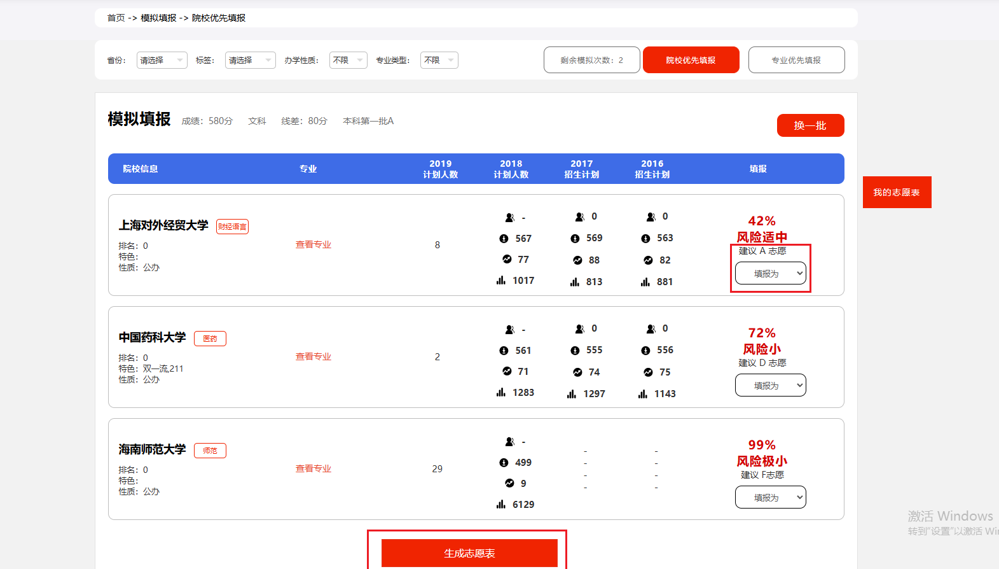 首页 -> 模拟填报 -> 院校优先填报
省份： 请选择 标签： 请选择 办学性质： 不限 专业类型： 不限 剩余模拟次数：2 院校优先填报 专业优先填报
模拟填报 成绩：580分 文科 线差：80分 本科第一批A
换一批
院校信息 专业 2019 计划人数 2018 计划人数 2017 招生计划 2016 招生计划 填报
我的志愿表
上海对外经贸大学 财经语言
排名：0
特色：
性质：公办
查看专业
8
-
567
77
1017
0
569
88
813
0
563
82
881
42%
风险适中
建议 A 志愿
填报为
中国药科大学 医药
排名：0
特色：双一流,211
性质：公办
查看专业
2
-
561
71
1283
0
555
74
1297
0
556
75
1143
72%
风险小
建议 D 志愿
填报为
海南师范大学 师范
排名：0
特色：
性质：公办
查看专业
29
-
499
9
6129
-
-
-
-
-
-
-
-
99%
风险极小
建议 F志愿
填报为
生成志愿表
激活 Windows
转到“设置”以激活 Win